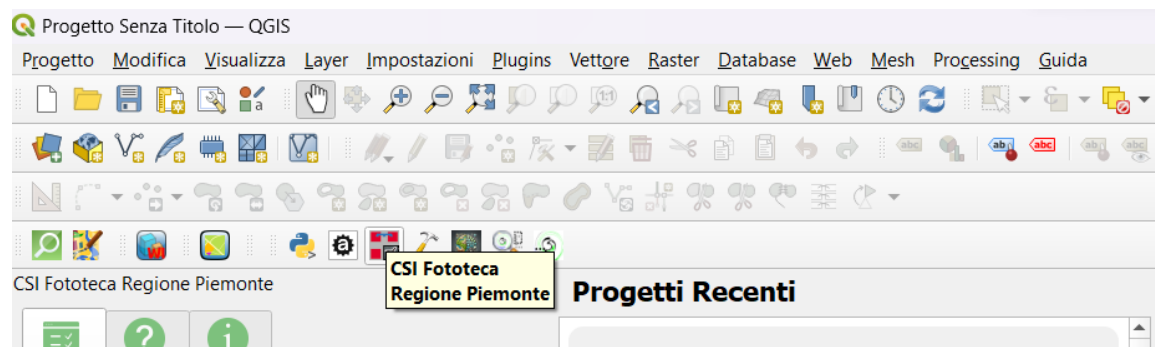 Progetto Senza Titolo — QGIS
Progetto Modifica Visualizza Layer Impostazioni Plugins Vettore Raster Database Web Mesh Processing Guida
CSI Fototeca
Regione Piemonte
CSI Fototeca Regione Piemonte
Progetti Recenti